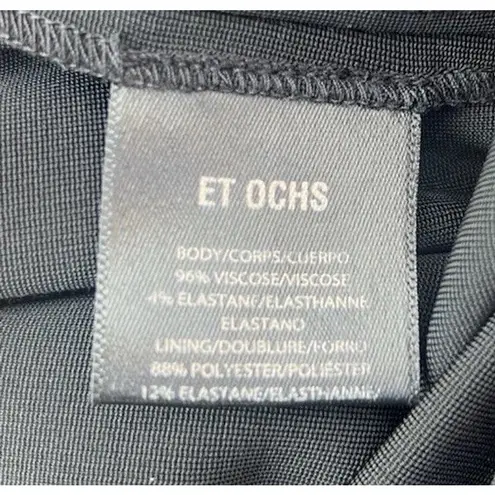 ET OCHS
BODY/CORPS/CUERPO
96% VISCOSE/VISCOSE
4% ELASTANE/ELASTHANNE
ELASTANO
LINING/DOUBLURE/FORRO
88% POLYESTER/POLIESTER
12% ELASTANE/ELASTHANNE/